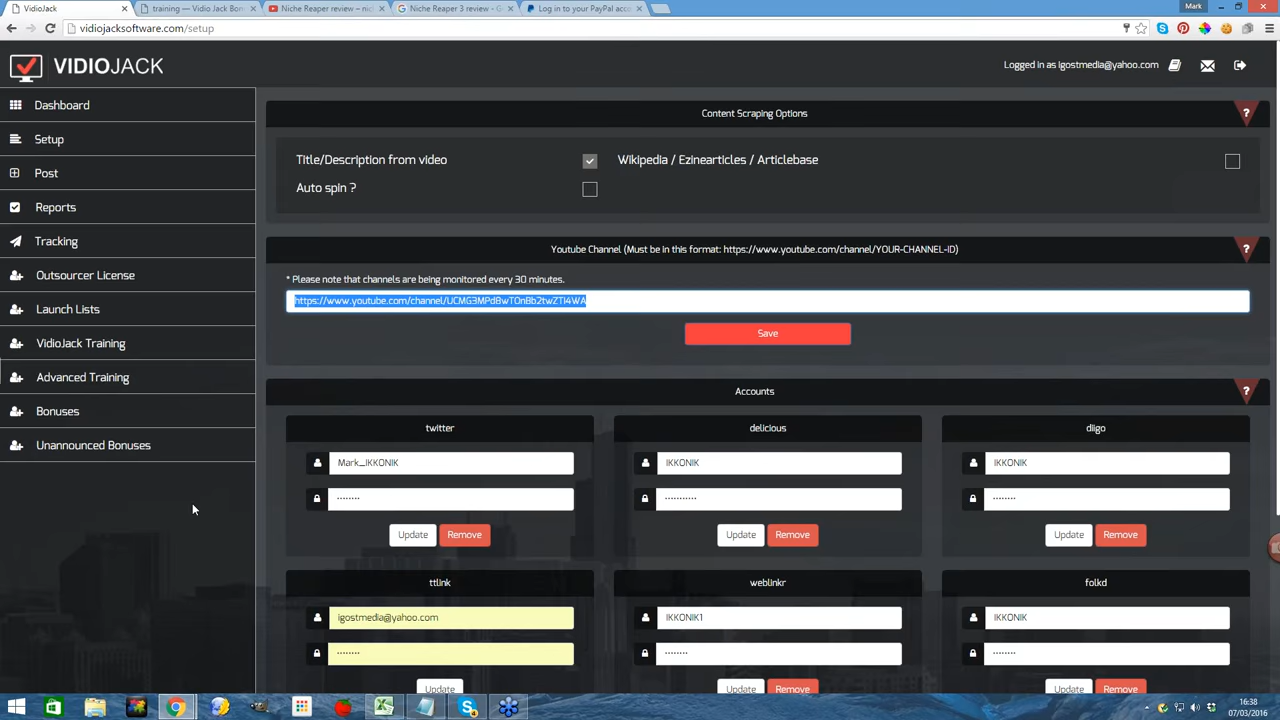 VidioJack
training — Vidio Jack Bon
Niche Reaper review – nich
Niche Reaper 3 review - Go
Log in to your PayPal acco
Mark
vidiojacksoftware.com/setup
VIDIOJACK
Logged in as igostmedia@yahoo.com
Dashboard
Setup
Post
Reports
Tracking
Outsourcer License
Launch Lists
VidioJack Training
Advanced Training
Bonuses
Unannounced Bonuses
Content Scraping Options
?
Title/Description from video
Wikipedia / Ezinearticles / Articlebase
Auto spin ?
Youtube Channel (Must be in this format: https://www.youtube.com/channel/YOUR-CHANNEL-ID)
?
* Please note that channels are being monitored every 30 minutes.
Save
Accounts
?
twitter
delicious
diigo
Mark_IKKONIK
IKKONIK
IKKONIK
Update
Remove
Update
Remove
Update
Remove
ttlink
weblinkr
folkd
igostmedia@yahoo.com
IKKONIK1
IKKONIK
Update
Update
Remove
Update
Remove
16:38
07/03/2016